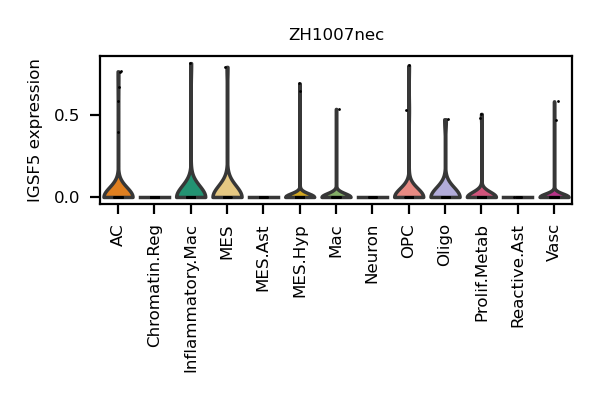 ZH1007nec
IGSF5 expression
0.5
0.0
AC
Chromatin.Reg
Inflammatory.Mac
MES
MES.Ast
MES.Hyp
Mac
Neuron
OPC
Oligo
Prolif.Metab
Reactive.Ast
Vasc